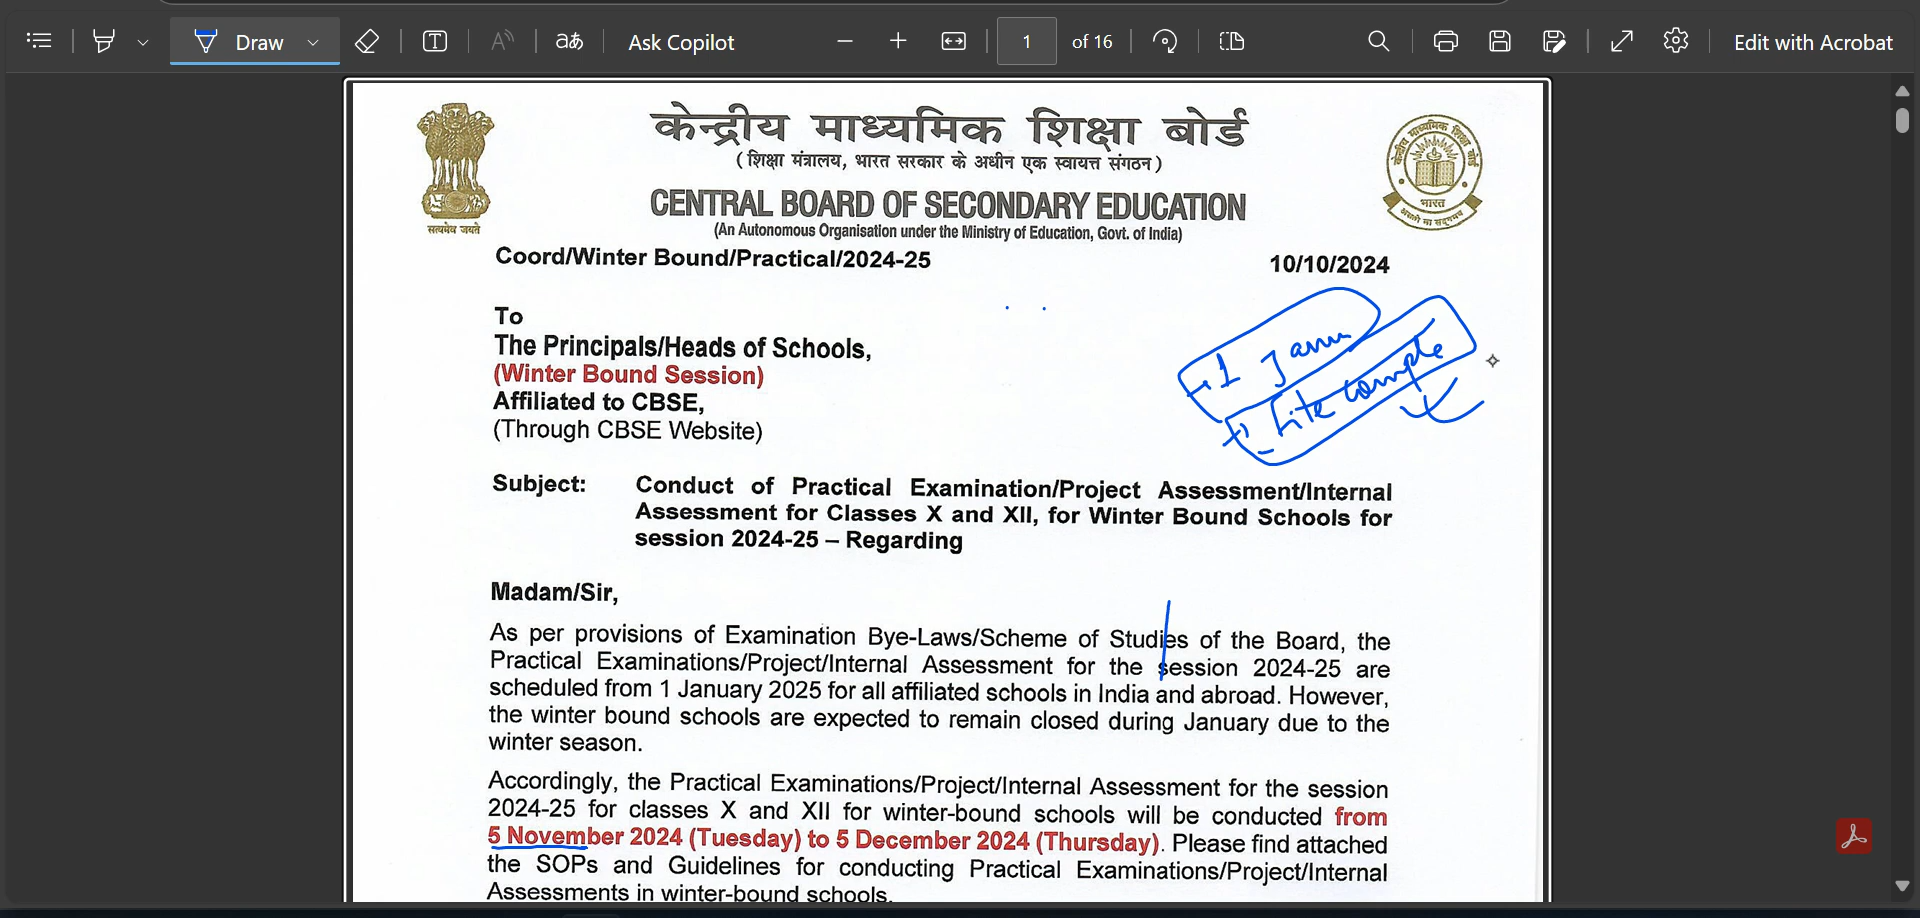 Draw
aあ
Ask Copilot
1
of 16
Edit with Acrobat
केन्द्रीय माध्यमिक शिक्षा बोर्ड
(शिक्षा मंत्रालय, भारत सरकार के अधीन एक स्वायत्त संगठन)
CENTRAL BOARD OF SECONDARY EDUCATION
(An Autonomous Organisation under the Ministry of Education, Govt. of India)
सत्यमेव जयते
केन्द्रीय माध्यमिक शिक्षा बोर्ड
भारत
असतो मा सद्गमय
Coord/Winter Bound/Practical/2024-25
10/10/2024
To
The Principals/Heads of Schools,
(Winter Bound Session)
Affiliated to CBSE,
(Through CBSE Website)
1 Janu
Subject: Conduct of Practical Examination/Project Assessment/Internal
Assessment for Classes X and XII, for Winter Bound Schools for
session 2024-25 – Regarding
Madam/Sir,
As per provisions of Examination Bye-Laws/Scheme of Studies of the Board, the
Practical Examinations/Project/Internal Assessment for the session 2024-25 are
scheduled from 1 January 2025 for all affiliated schools in India and abroad. However,
the winter bound schools are expected to remain closed during January due to the
winter season.
Accordingly, the Practical Examinations/Project/Internal Assessment for the session
2024-25 for classes X and XII for winter-bound schools will be conducted from
5 November 2024 (Tuesday) to 5 December 2024 (Thursday). Please find attached
the SOPs and Guidelines for conducting Practical Examinations/Project/Internal
Assessments in winter-bound schools.